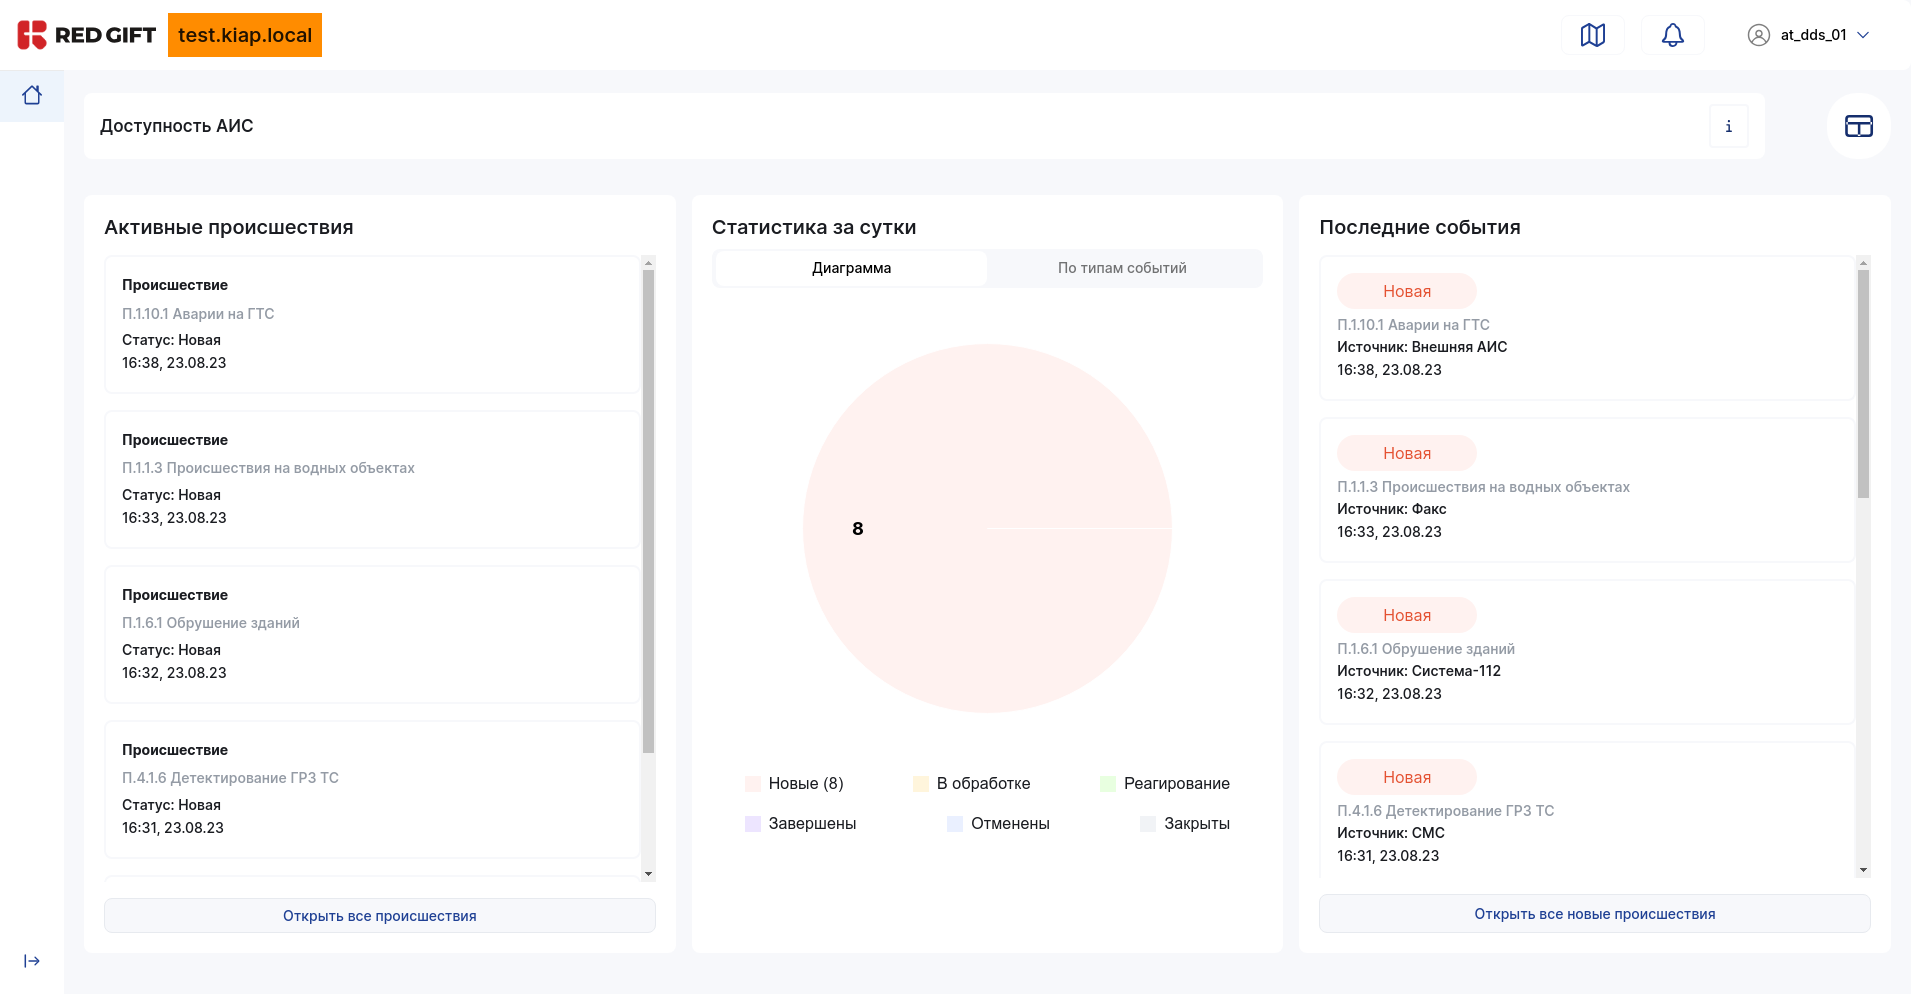 RED GIFT
test.kiap.local
at_dds_01
Доступность АИС
i
Активные происшествия
Происшествие
П.1.10.1 Аварии на ГТС
Статус: Новая
16:38, 23.08.23
Происшествие
П.1.1.3 Происшествия на водных объектах
Статус: Новая
16:33, 23.08.23
Происшествие
П.1.6.1 Обрушение зданий
Статус: Новая
16:32, 23.08.23
Происшествие
П.4.1.6 Детектирование ГРЗ ТС
Статус: Новая
16:31, 23.08.23
Открыть все происшествия
Статистика за сутки
Диаграмма
По типам событий
8
Новые (8)
В обработке
Реагирование
Завершены
Отменены
Закрыты
Последние события
Новая
П.1.10.1 Аварии на ГТС
Источник: Внешняя АИС
16:38, 23.08.23
Новая
П.1.1.3 Происшествия на водных объектах
Источник: Факс
16:33, 23.08.23
Новая
П.1.6.1 Обрушение зданий
Источник: Система-112
16:32, 23.08.23
Новая
П.4.1.6 Детектирование ГРЗ ТС
Источник: СМС
16:31, 23.08.23
Открыть все новые происшествия